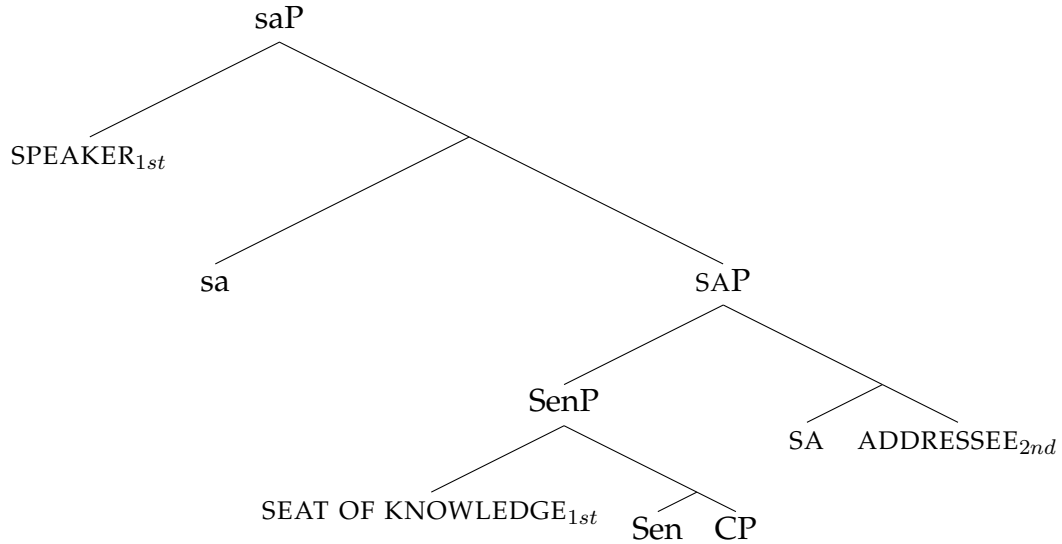 saP
SPEAKER1st
sa
SAP
SenP
SA ADDRESSEE2nd
SEAT OF KNOWLEDGE1st
Sen CP